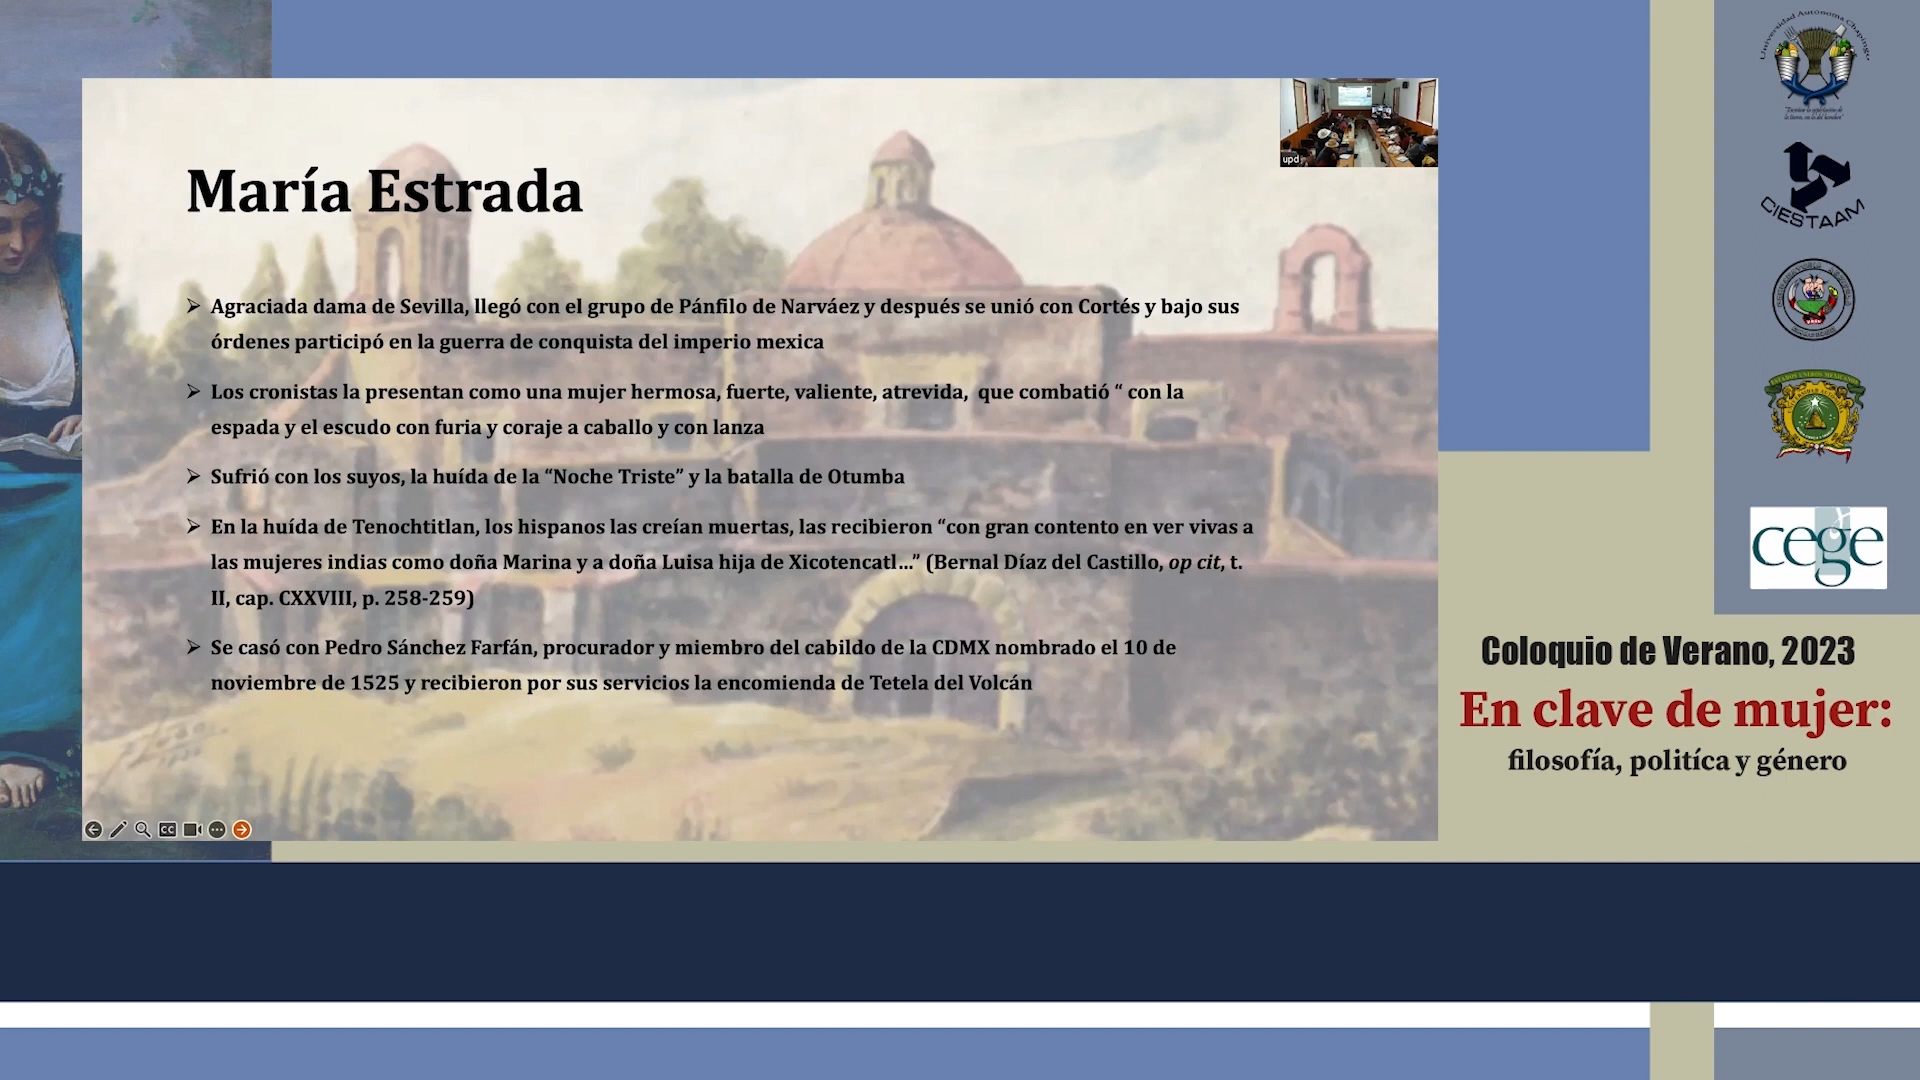 María Estrada
➢ Agraciada dama de Sevilla, llegó con el grupo de Pánfilo de Narváez y después se unió con Cortés y bajo sus
órdenes participó en la guerra de conquista del imperio mexica
➢ Los cronistas la presentan como una mujer hermosa, fuerte, valiente, atrevida, que combatió “ con la
espada y el escudo con furia y coraje a caballo y con lanza
➢ Sufrió con los suyos, la huída de la “Noche Triste” y la batalla de Otumba
➢ En la huída de Tenochtitlan, los hispanos las creían muertas, las recibieron “con gran contento en ver vivas a
las mujeres indias como doña Marina y a doña Luisa hija de Xicotencatl...” (Bernal Díaz del Castillo, op cit, t.
II, cap. CXXVIII, p. 258-259)
➢ Se casó con Pedro Sánchez Farfán, procurador y miembro del cabildo de la CDMX nombrado el 10 de
noviembre de 1525 y recibieron por sus servicios la encomienda de Tetela del Volcán
upd
CC
Universidad Autónoma Chapingo
CIESTAAM
cege
Coloquio de Verano, 2023
En clave de mujer:
filosofía, politíca y género